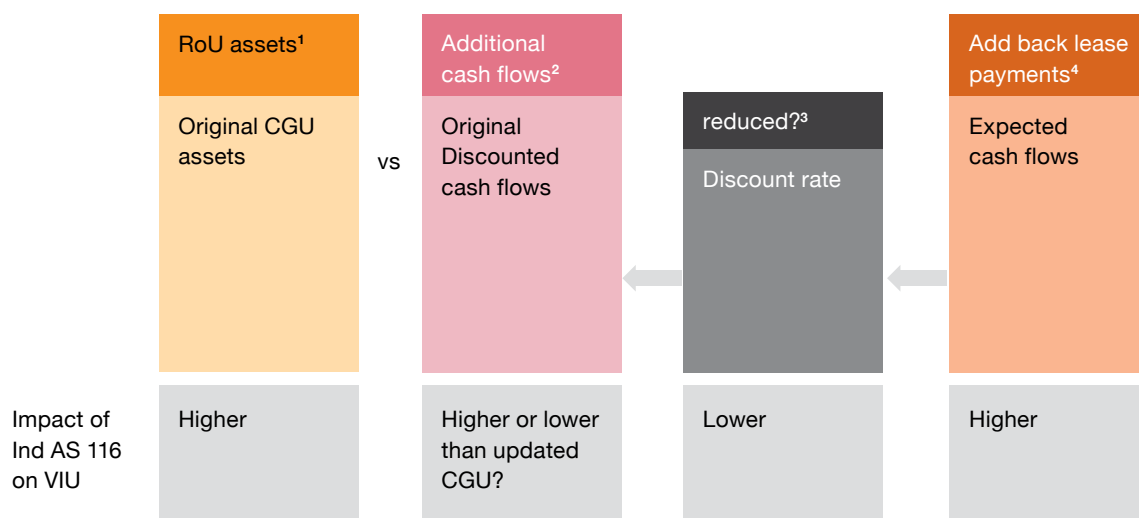 RoU assets¹
Original CGU
assets
vs
Additional
cash flows²
Original
Discounted
cash flows
reduced?³
Discount rate
Add back lease
payments⁴
Expected
cash flows
Impact of
Ind AS 116
on VIU
Higher
Higher or lower
than updated
CGU?
Lower
Higher